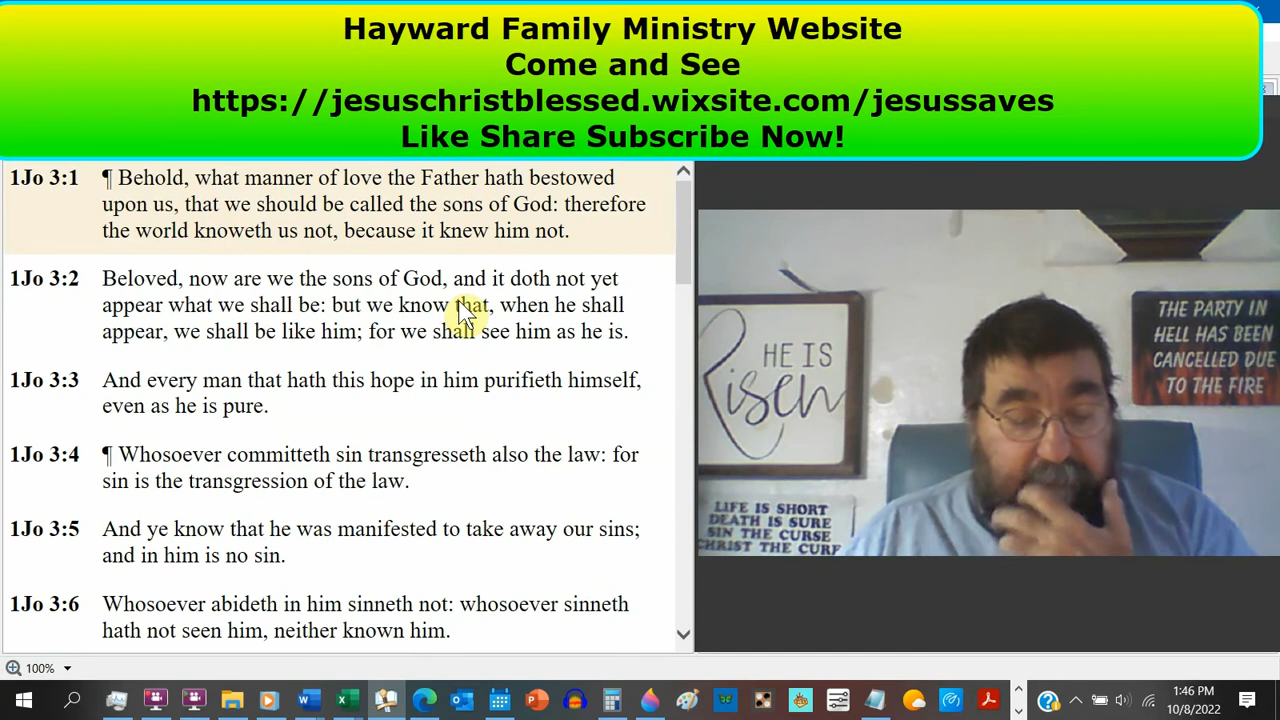 Hayward Family Ministry Website
Come and See
https://jesuschristblessed.wixsite.com/jesussaves
Like Share Subscribe Now!
1Jo 3:1 ¶ Behold, what manner of love the Father hath bestowed
upon us, that we should be called the sons of God: therefore
the world knoweth us not, because it knew him not.
1Jo 3:2 Beloved, now are we the sons of God, and it doth not yet
appear what we shall be: but we know that, when he shall
appear, we shall be like him; for we shall see him as he is.
1Jo 3:3 And every man that hath this hope in him purifieth himself,
even as he is pure.
1Jo 3:4 ¶ Whosoever committeth sin transgresseth also the law: for
sin is the transgression of the law.
1Jo 3:5 And ye know that he was manifested to take away our sins;
and in him is no sin.
1Jo 3:6 Whosoever abideth in him sinneth not: whosoever sinneth
hath not seen him, neither known him.
HE IS
Risen
THE PARTY IN
HELL HAS BEEN
CANCELLED DUE
TO THE FIRE
LIFE IS SHORT
DEATH IS SURE
SIN THE CURSE
CHRIST THE CURE
100%
1:46 PM
10/8/2022